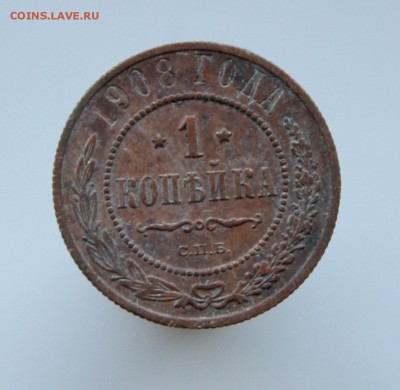 COINS.LAVE.RU
1908 ГОДА
1
КОПѢЙКА
С.П.Б.